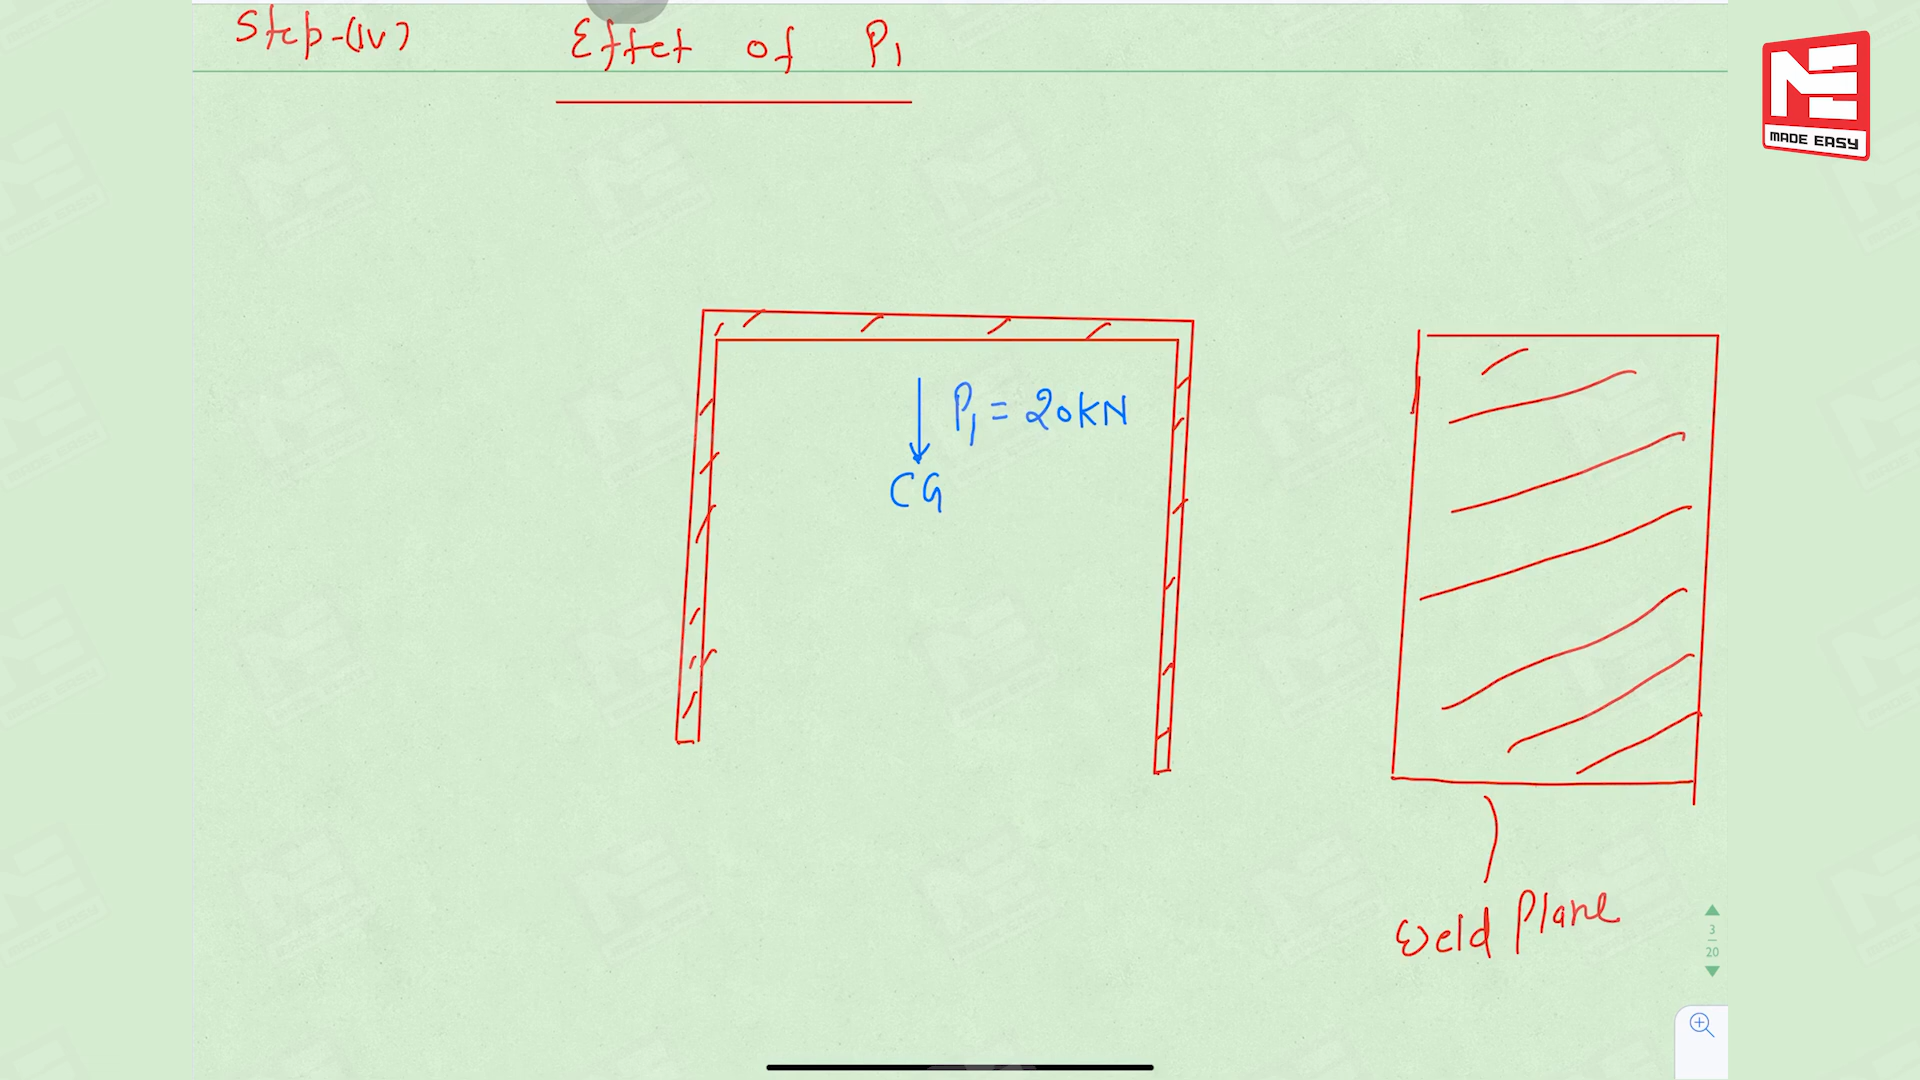 Step-(iv) Effect of P1
MADE EASY
P1 = 20KN
CG
Weld Plane
3
20